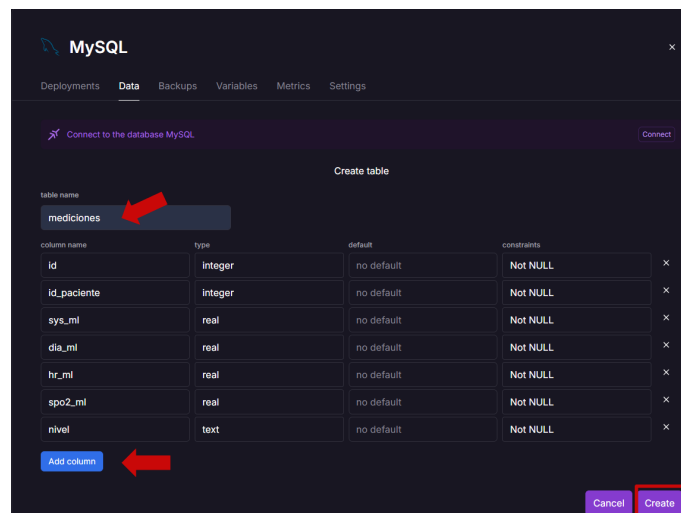 MySQL
×
Deployments Data Backups Variables Metrics Settings
Connect to the database MySQL Connect
Create table
table name
mediciones
column name type default constraints
id integer no default Not NULL ×
id_paciente integer no default Not NULL ×
sys_ml real no default Not NULL ×
dia_ml real no default Not NULL ×
hr_ml real no default Not NULL ×
spo2_ml real no default Not NULL ×
nivel text no default Not NULL ×
Add column
Cancel Create